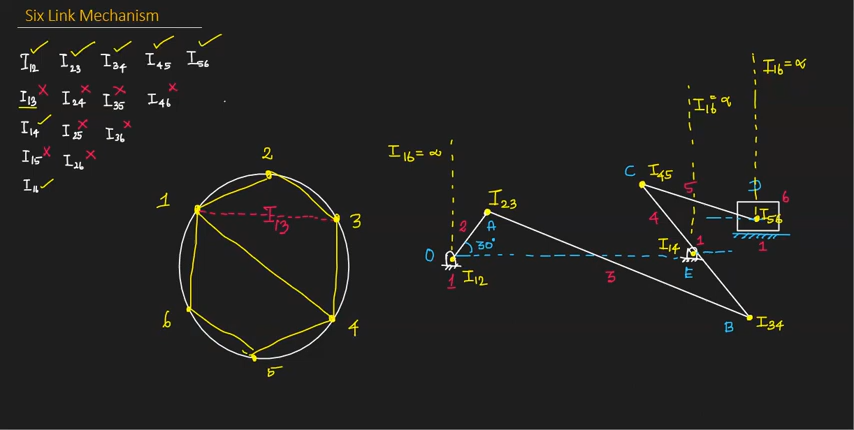 Six Link Mechanism
I12 I23 I34 I45 I56
I13 I24 I35 I46
I14 I25 I36
I15 I26
I16
I16 = ∝
I16 = ∝
I16 = ∝
1 2 3 4 5 6
I13
O 30° A I23
2
1 I12
3
C I45
5
4
D 6
I56
1
I14 1
E
B I34